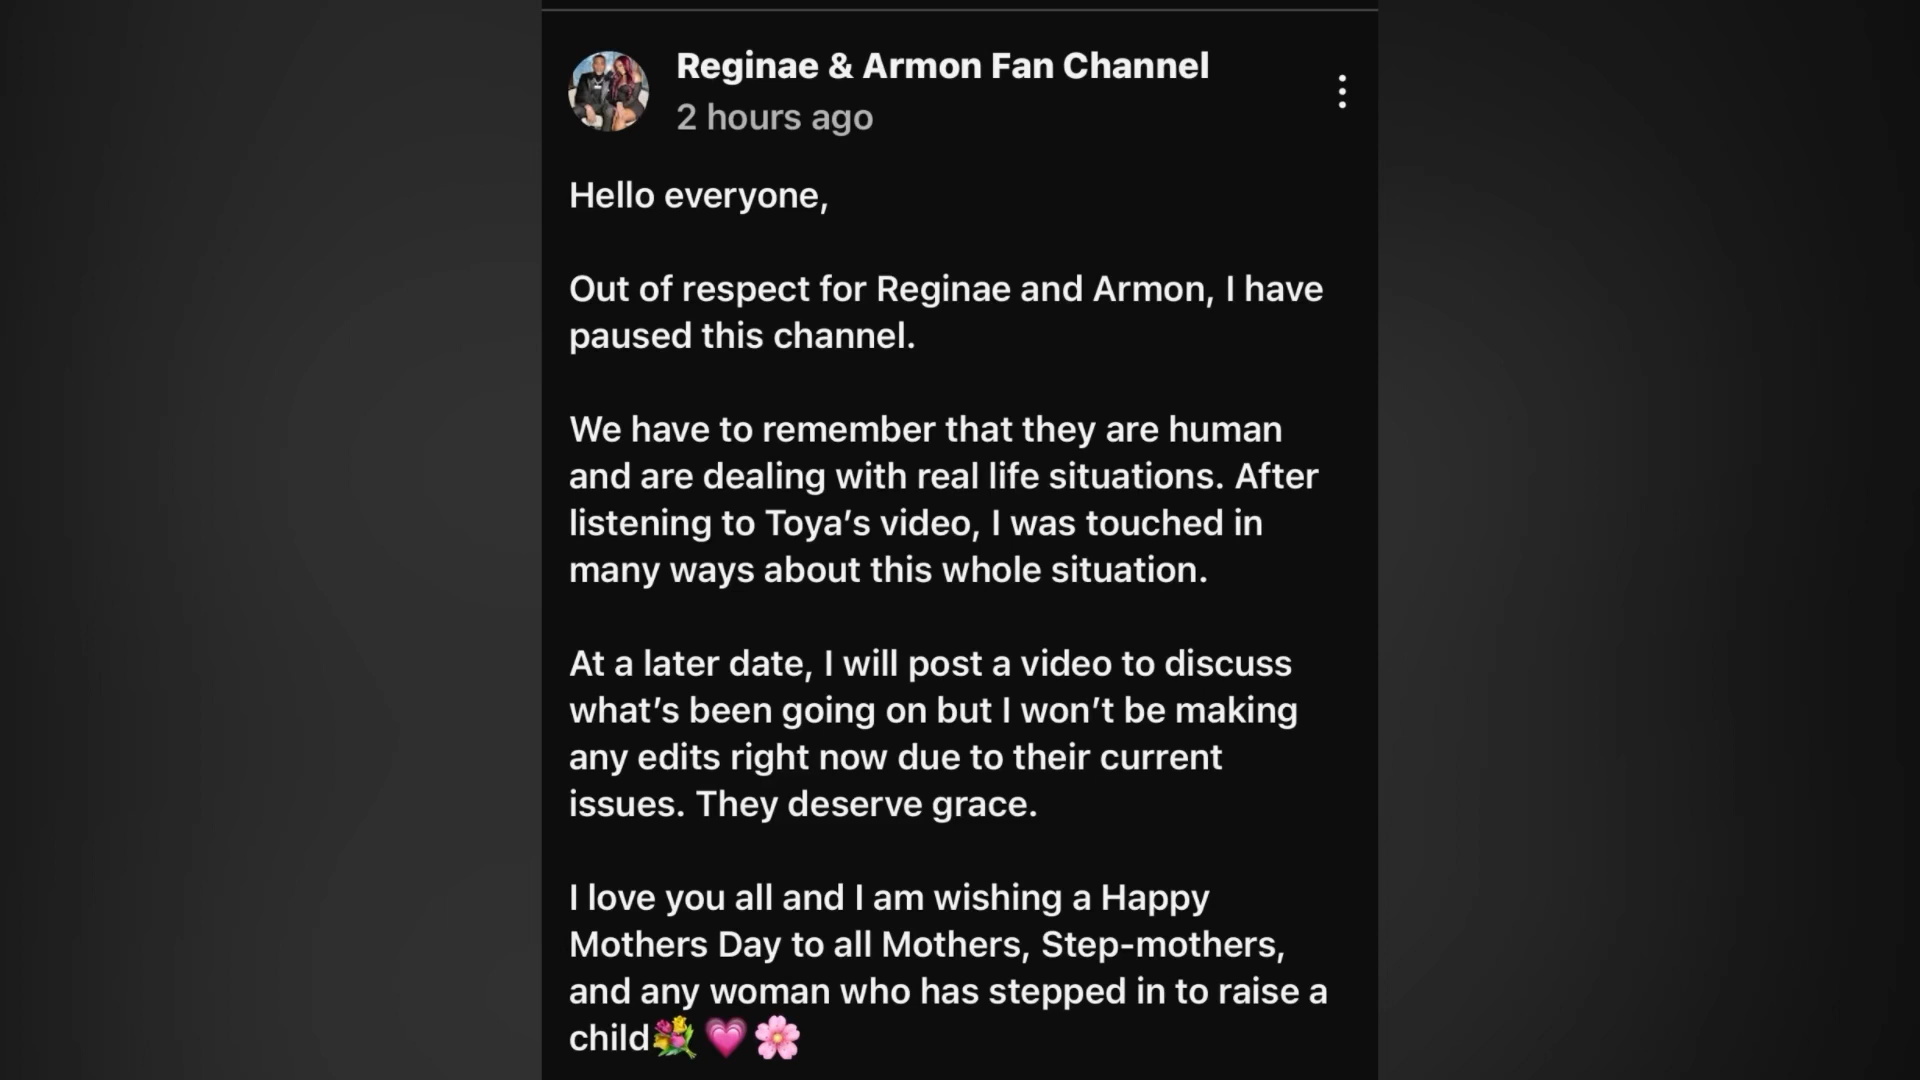 Reginae & Armon Fan Channel
2 hours ago
Hello everyone,
Out of respect for Reginae and Armon, I have
paused this channel.
We have to remember that they are human
and are dealing with real life situations. After
listening to Toya’s video, I was touched in
many ways about this whole situation.
At a later date, I will post a video to discuss
what’s been going on but I won’t be making
any edits right now due to their current
issues. They deserve grace.
I love you all and I am wishing a Happy
Mothers Day to all Mothers, Step-mothers,
and any woman who has stepped in to raise a
child💐💗🌸